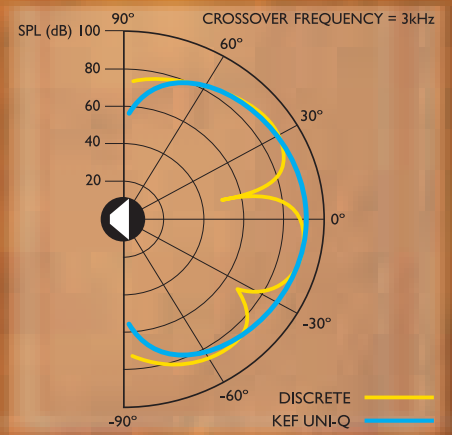 CROSSOVER FREQUENCY = 3kHz
90°
SPL (dB) 100
60°
80
60
30°
40
20
0°
-30°
-60°
DISCRETE
KEF UNI-Q
-90°